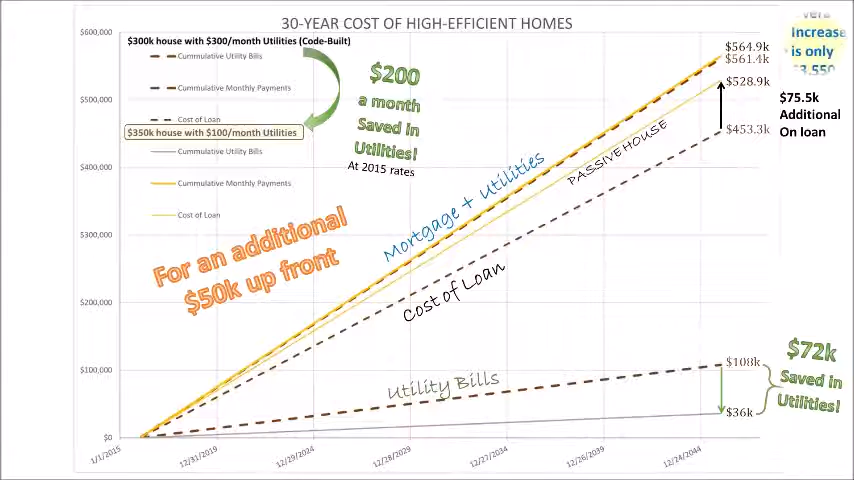 30-YEAR COST OF HIGH-EFFICIENT HOMES
$600,000
$500,000
$400,000
$300,000
$200,000
$100,000
$0
1/1/2015
12/31/2019
12/29/2024
12/28/2029
12/27/2034
12/26/2039
12/24/2044
$300k house with $300/month Utilities (Code-Built)
Cummulative Utility Bills
Cummulative Monthly Payments
Cost of Loan
$350k house with $100/month Utilities
Cummulative Utility Bills
Cummulative Monthly Payments
Cost of Loan
$200
a month
Saved in
Utilities!
At 2015 rates
For an additional
$50k up front
Mortgage + Utilities
PASSIVE HOUSE
Cost of Loan
Utility Bills
$564.9k
$561.4k
$528.9k
$453.3k
$108k
$36k
Increase
is only
$3,550
$75.5k
Additional
On loan
$72k
Saved in
Utilities!